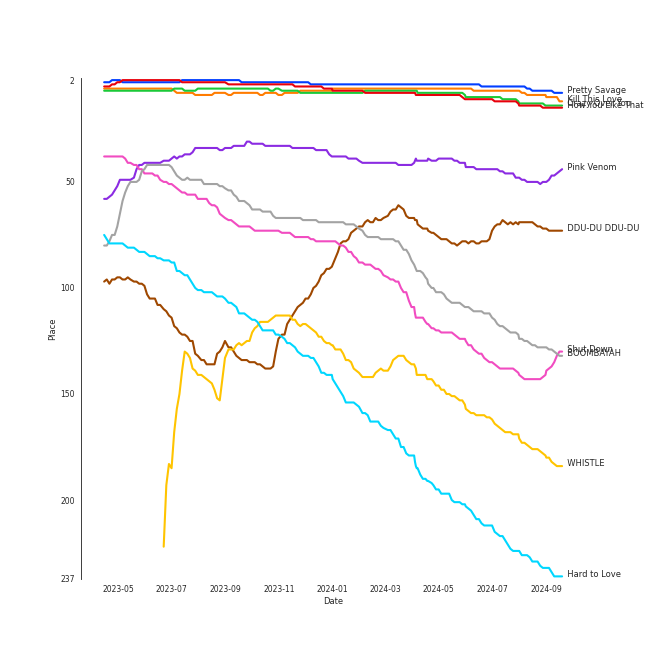 2
50
100
150
200
237
Place
2023-05
2023-07
2023-09
2023-11
2024-01
2024-03
2024-05
2024-07
2024-09
Date
Pretty Savage
Kill This Love
How You Like That
Pink Venom
DDU-DU DDU-DU
Shut Down
BOOMBAYAH
WHISTLE
Hard to Love